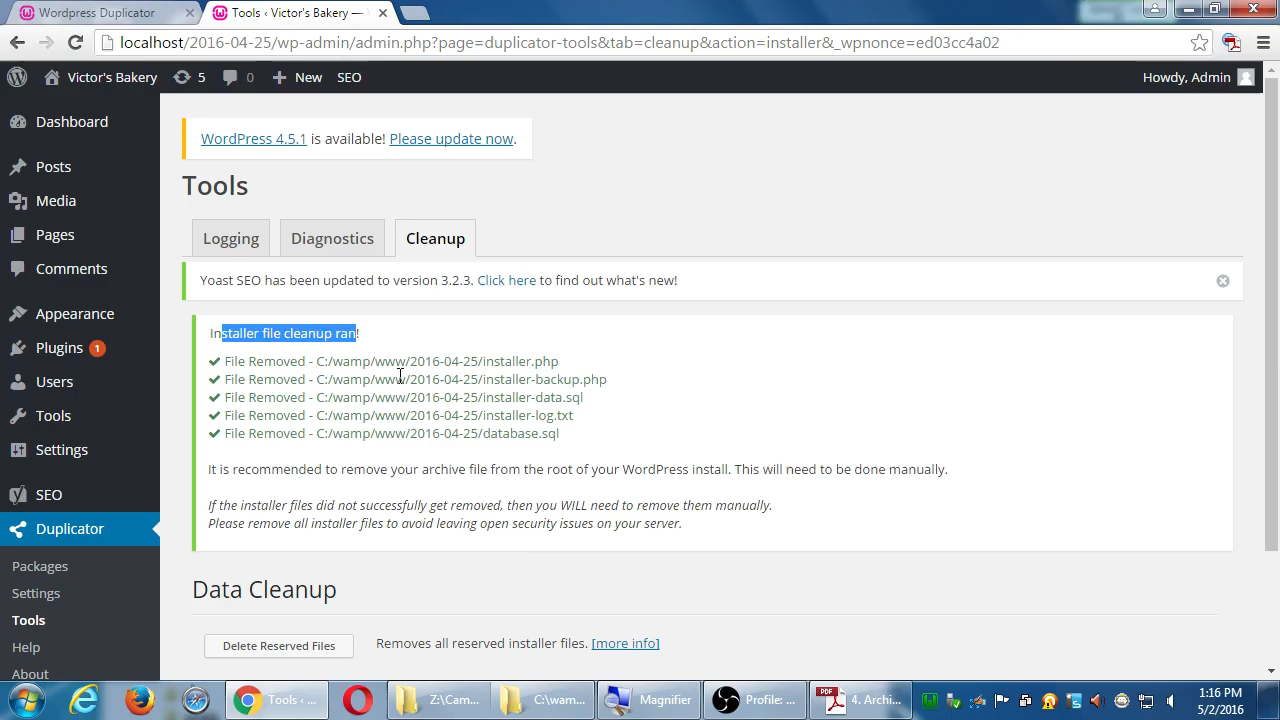 Wordpress Duplicator
Tools ‹ Victor's Bakery —
localhost/2016-04-25/wp-admin/admin.php?page=duplicator-tools&tab=cleanup&action=installer&_wpnonce=ed03cc4a02
Victor's Bakery
5
0
New
SEO
Howdy, Admin
Dashboard
Posts
Media
Pages
Comments
Appearance
Plugins 1
Users
Tools
Settings
SEO
Duplicator
Packages
Settings
Tools
Help
About
WordPress 4.5.1 is available! Please update now.
Tools
Logging
Diagnostics
Cleanup
Yoast SEO has been updated to version 3.2.3. Click here to find out what's new!
Installer file cleanup ran!
File Removed - C:/wamp/www/2016-04-25/installer.php
File Removed - C:/wamp/www/2016-04-25/installer-backup.php
File Removed - C:/wamp/www/2016-04-25/installer-data.sql
File Removed - C:/wamp/www/2016-04-25/installer-log.txt
File Removed - C:/wamp/www/2016-04-25/database.sql
It is recommended to remove your archive file from the root of your WordPress install. This will need to be done manually.
If the installer files did not successfully get removed, then you WILL need to remove them manually.
Please remove all installer files to avoid leaving open security issues on your server.
Data Cleanup
Delete Reserved Files
Removes all reserved installer files. [more info]
Tools ‹ ...
Z:\Cam...
C:\wam...
Magnifier
Profile: ...
PDF
4. Archi...
1:16 PM
5/2/2016